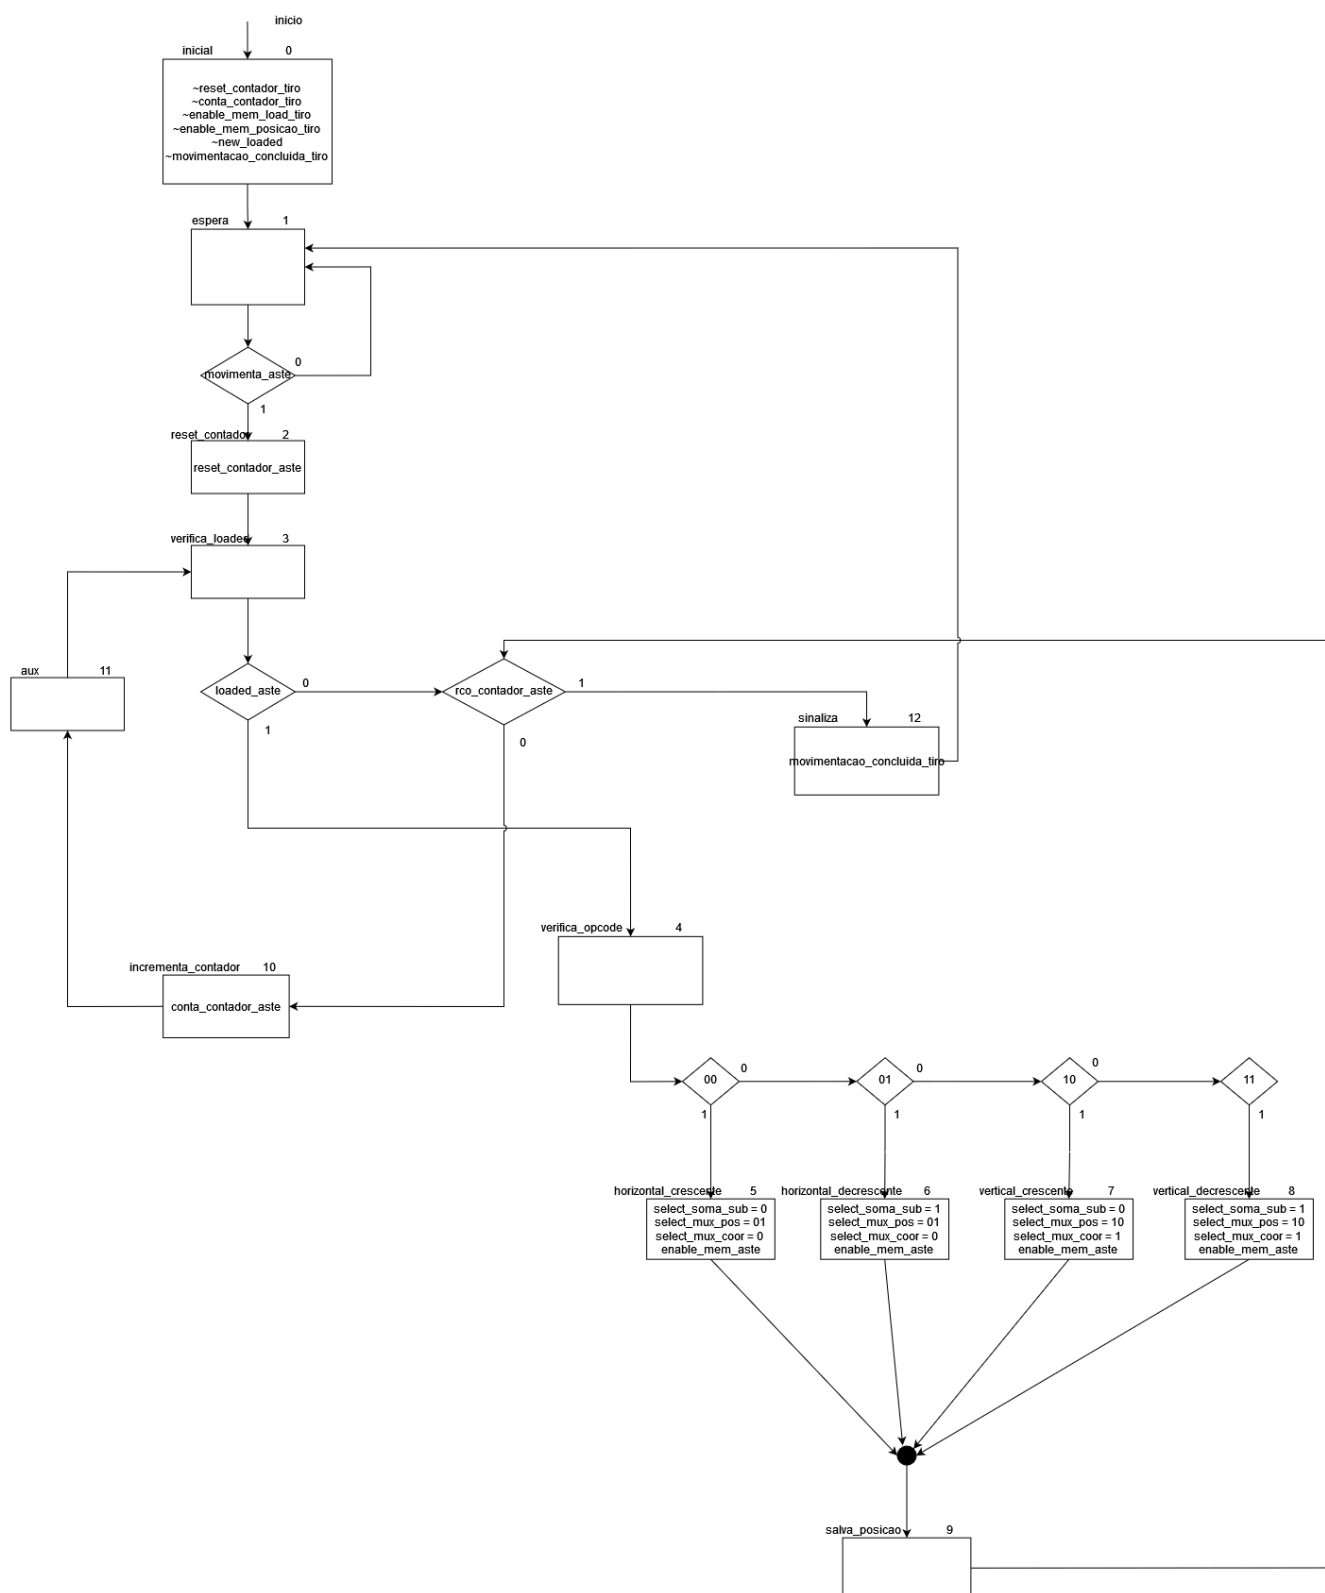 inicio
inicial 0
~reset_contador_tiro
~conta_contador_tiro
~enable_mem_load_tiro
~enable_mem_posicao_tiro
~new_loaded
~movimentacao_concluida_tiro
espera 1
movimenta_aste
0
1
reset_contador 2
reset_contador_aste
verifica_loaded 3
aux 11
loaded_aste
0
1
rco_contador_aste
1
0
sinaliza 12
movimentacao_concluida_tiro
verifica_opcode 4
incrementa_contador 10
conta_contador_aste
00
0
1
01
0
1
10
0
1
11
1
horizontal_crescente 5
select_soma_sub = 0
select_mux_pos = 01
select_mux_coor = 0
enable_mem_aste
horizontal_decrescente 6
select_soma_sub = 1
select_mux_pos = 01
select_mux_coor = 0
enable_mem_aste
vertical_crescente 7
select_soma_sub = 0
select_mux_pos = 10
select_mux_coor = 1
enable_mem_aste
vertical_decrescente 8
select_soma_sub = 1
select_mux_pos = 10
select_mux_coor = 1
enable_mem_aste
salva_posicao 9